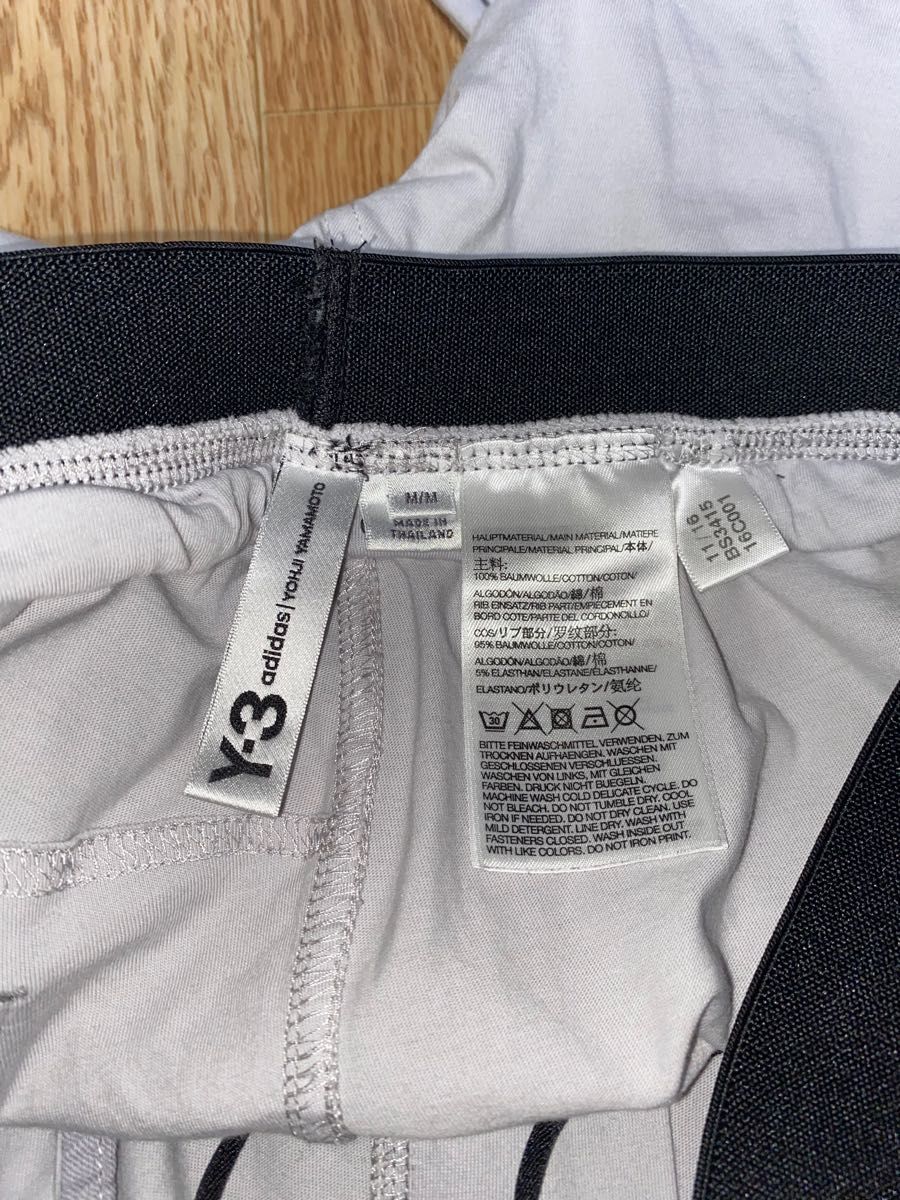 Y-3
adidas | YOHJI YAMAMOTO
M/M
MADE IN
THAILAND
HAUPTMATERIAL/MAIN MATERIAL/MATIERE
PRINCIPALE/MATERIAL PRINCIPAL/本体/
主料:
100% BAUMWOLLE/COTTON/COTON/
ALGODÓN/ALGODÃO/綿/棉
RIB EINSATZ/RIB PART/EMPIECEMENT EN
BORD COTE/PARTE DEL CORDONCILLO/
COS/リブ部分/罗纹部分:
95% BAUMWOLLE/COTTON/COTON/
ALGODÓN/ALGODÃO/綿/棉
5% ELASTHAN/ELASTANE/ELASTHANNE/
ELASTANO/ポリウレタン/氨纶
30
BITTE FEINWASCHMITTEL VERWENDEN. ZUM
TROCKNEN AUFHAENGEN. WASCHEN MIT
GESCHLOSSENEN VERSCHLUESSEN.
WASCHEN VON LINKS, MIT GLEICHEN
FARBEN. DRUCK NICHT BUEGELN.
MACHINE WASH COLD DELICATE CYCLE. DO
NOT BLEACH. DO NOT TUMBLE DRY. COOL
IRON IF NEEDED. DO NOT DRY CLEAN. USE
MILD DETERGENT. LINE DRY. WASH WITH
FASTENERS CLOSED. WASH INSIDE OUT
WITH LIKE COLORS. DO NOT IRON PRINT.
11/16
BS3415
16C001